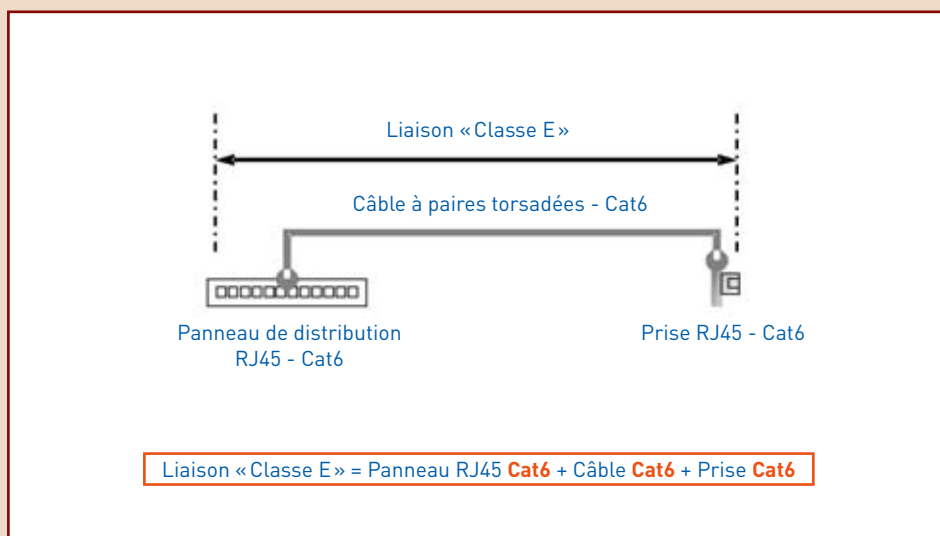 Liaison « Classe E »
Câble à paires torsadées - Cat6
Panneau de distribution
RJ45 - Cat6
Prise RJ45 - Cat6
Liaison « Classe E » = Panneau RJ45 Cat6 + Câble Cat6 + Prise Cat6